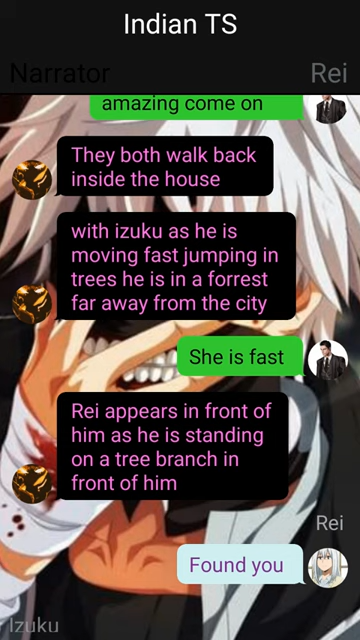 Indian TS
Narrator
Rei
amazing come on
They both walk back
inside the house
with izuku as he is
moving fast jumping in
trees he is in a forrest
far away from the city
She is fast
Rei appears in front of
him as he is standing
on a tree branch in
front of him
Rei
Found you
Izuku